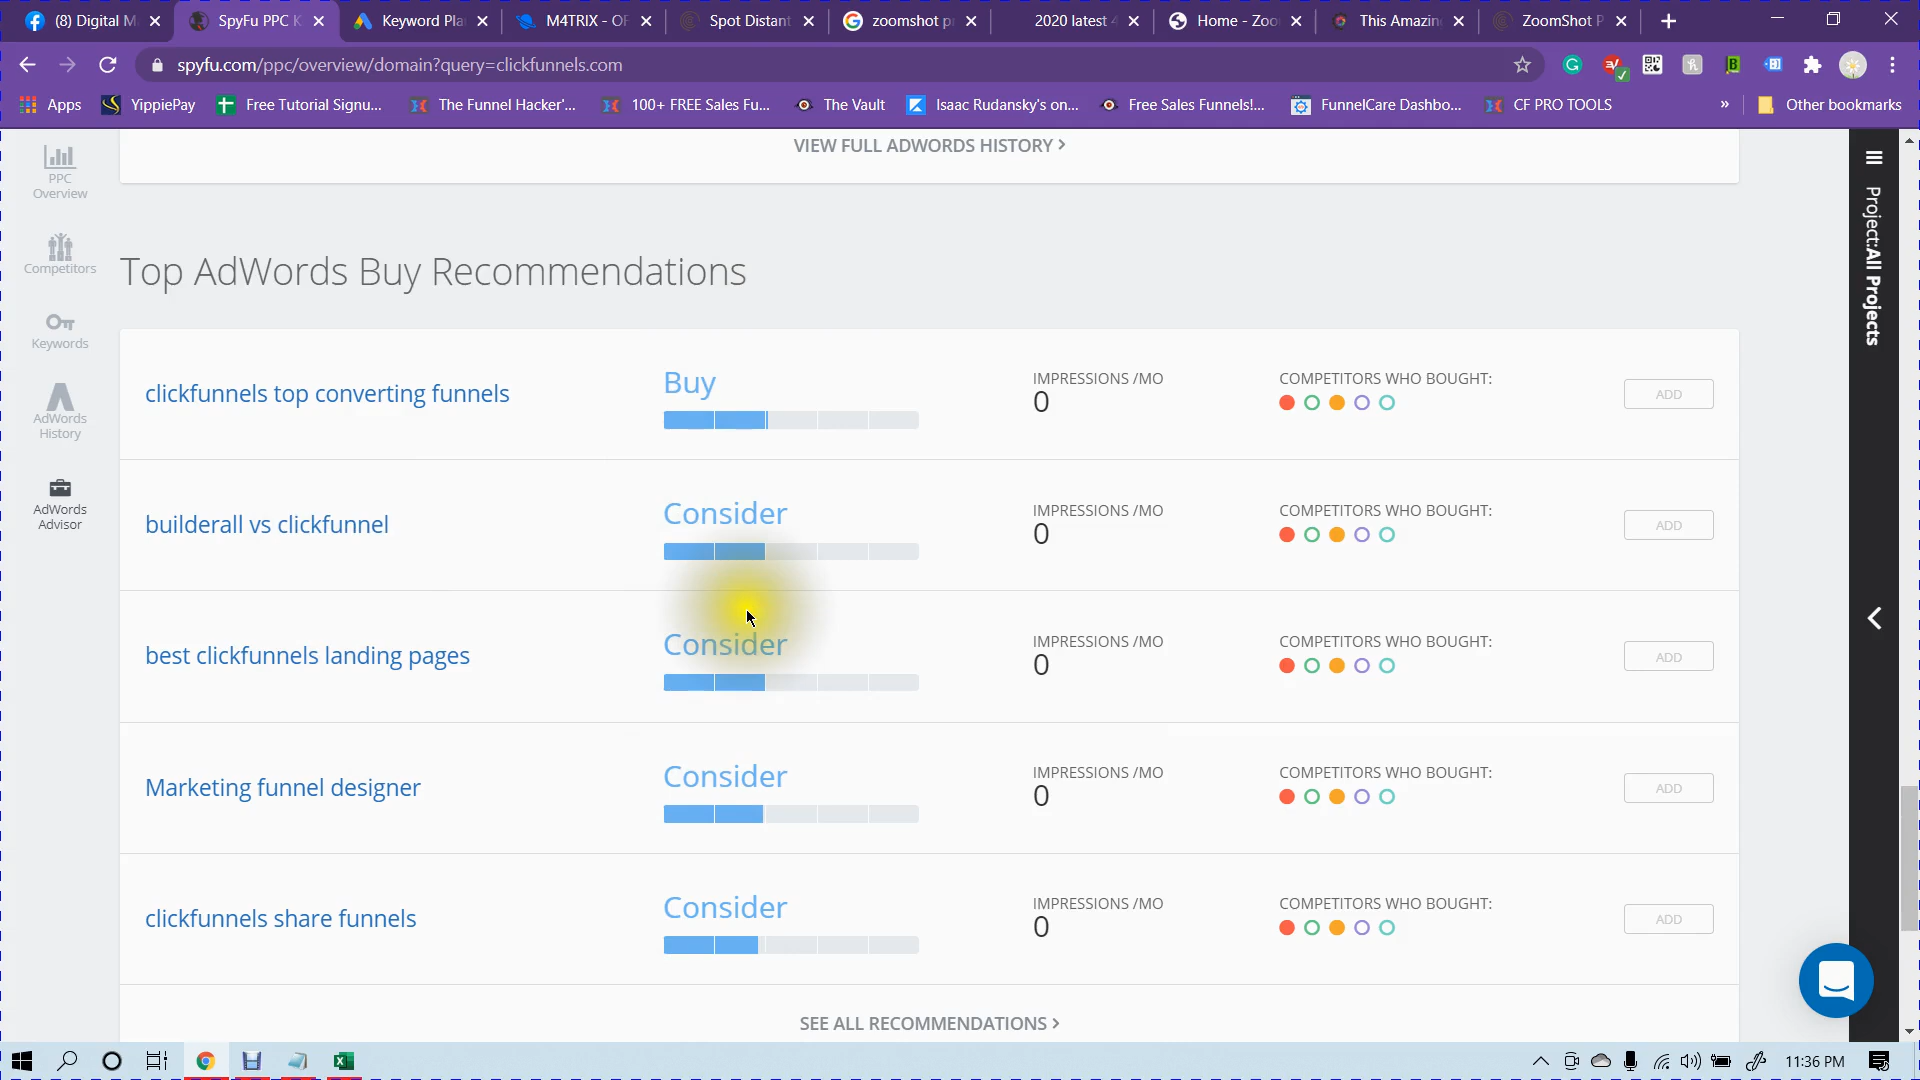 (8) Digital M
SpyFu PPC K
Keyword Pla
M4TRIX - OF
Spot Distant
zoomshot p
2020 latest 4
Home - Zoo
This Amazin
ZoomShot P
spyfu.com/ppc/overview/domain?query=clickfunnels.com
Apps
YippiePay
Free Tutorial Signu...
The Funnel Hacker'...
100+ FREE Sales Fu...
The Vault
Isaac Rudansky's on...
Free Sales Funnels!...
FunnelCare Dashbo...
CF PRO TOOLS
»
Other bookmarks
PPC
Overview
Competitors
Keywords
AdWords
History
AdWords
Advisor
VIEW FULL ADWORDS HISTORY >
Top AdWords Buy Recommendations
clickfunnels top converting funnels
Buy
IMPRESSIONS /MO
0
COMPETITORS WHO BOUGHT:
ADD
builderall vs clickfunnel
Consider
IMPRESSIONS /MO
0
COMPETITORS WHO BOUGHT:
ADD
best clickfunnels landing pages
Consider
IMPRESSIONS /MO
0
COMPETITORS WHO BOUGHT:
ADD
Marketing funnel designer
Consider
IMPRESSIONS /MO
0
COMPETITORS WHO BOUGHT:
ADD
clickfunnels share funnels
Consider
IMPRESSIONS /MO
0
COMPETITORS WHO BOUGHT:
ADD
SEE ALL RECOMMENDATIONS >
Project:All Projects
11:36 PM